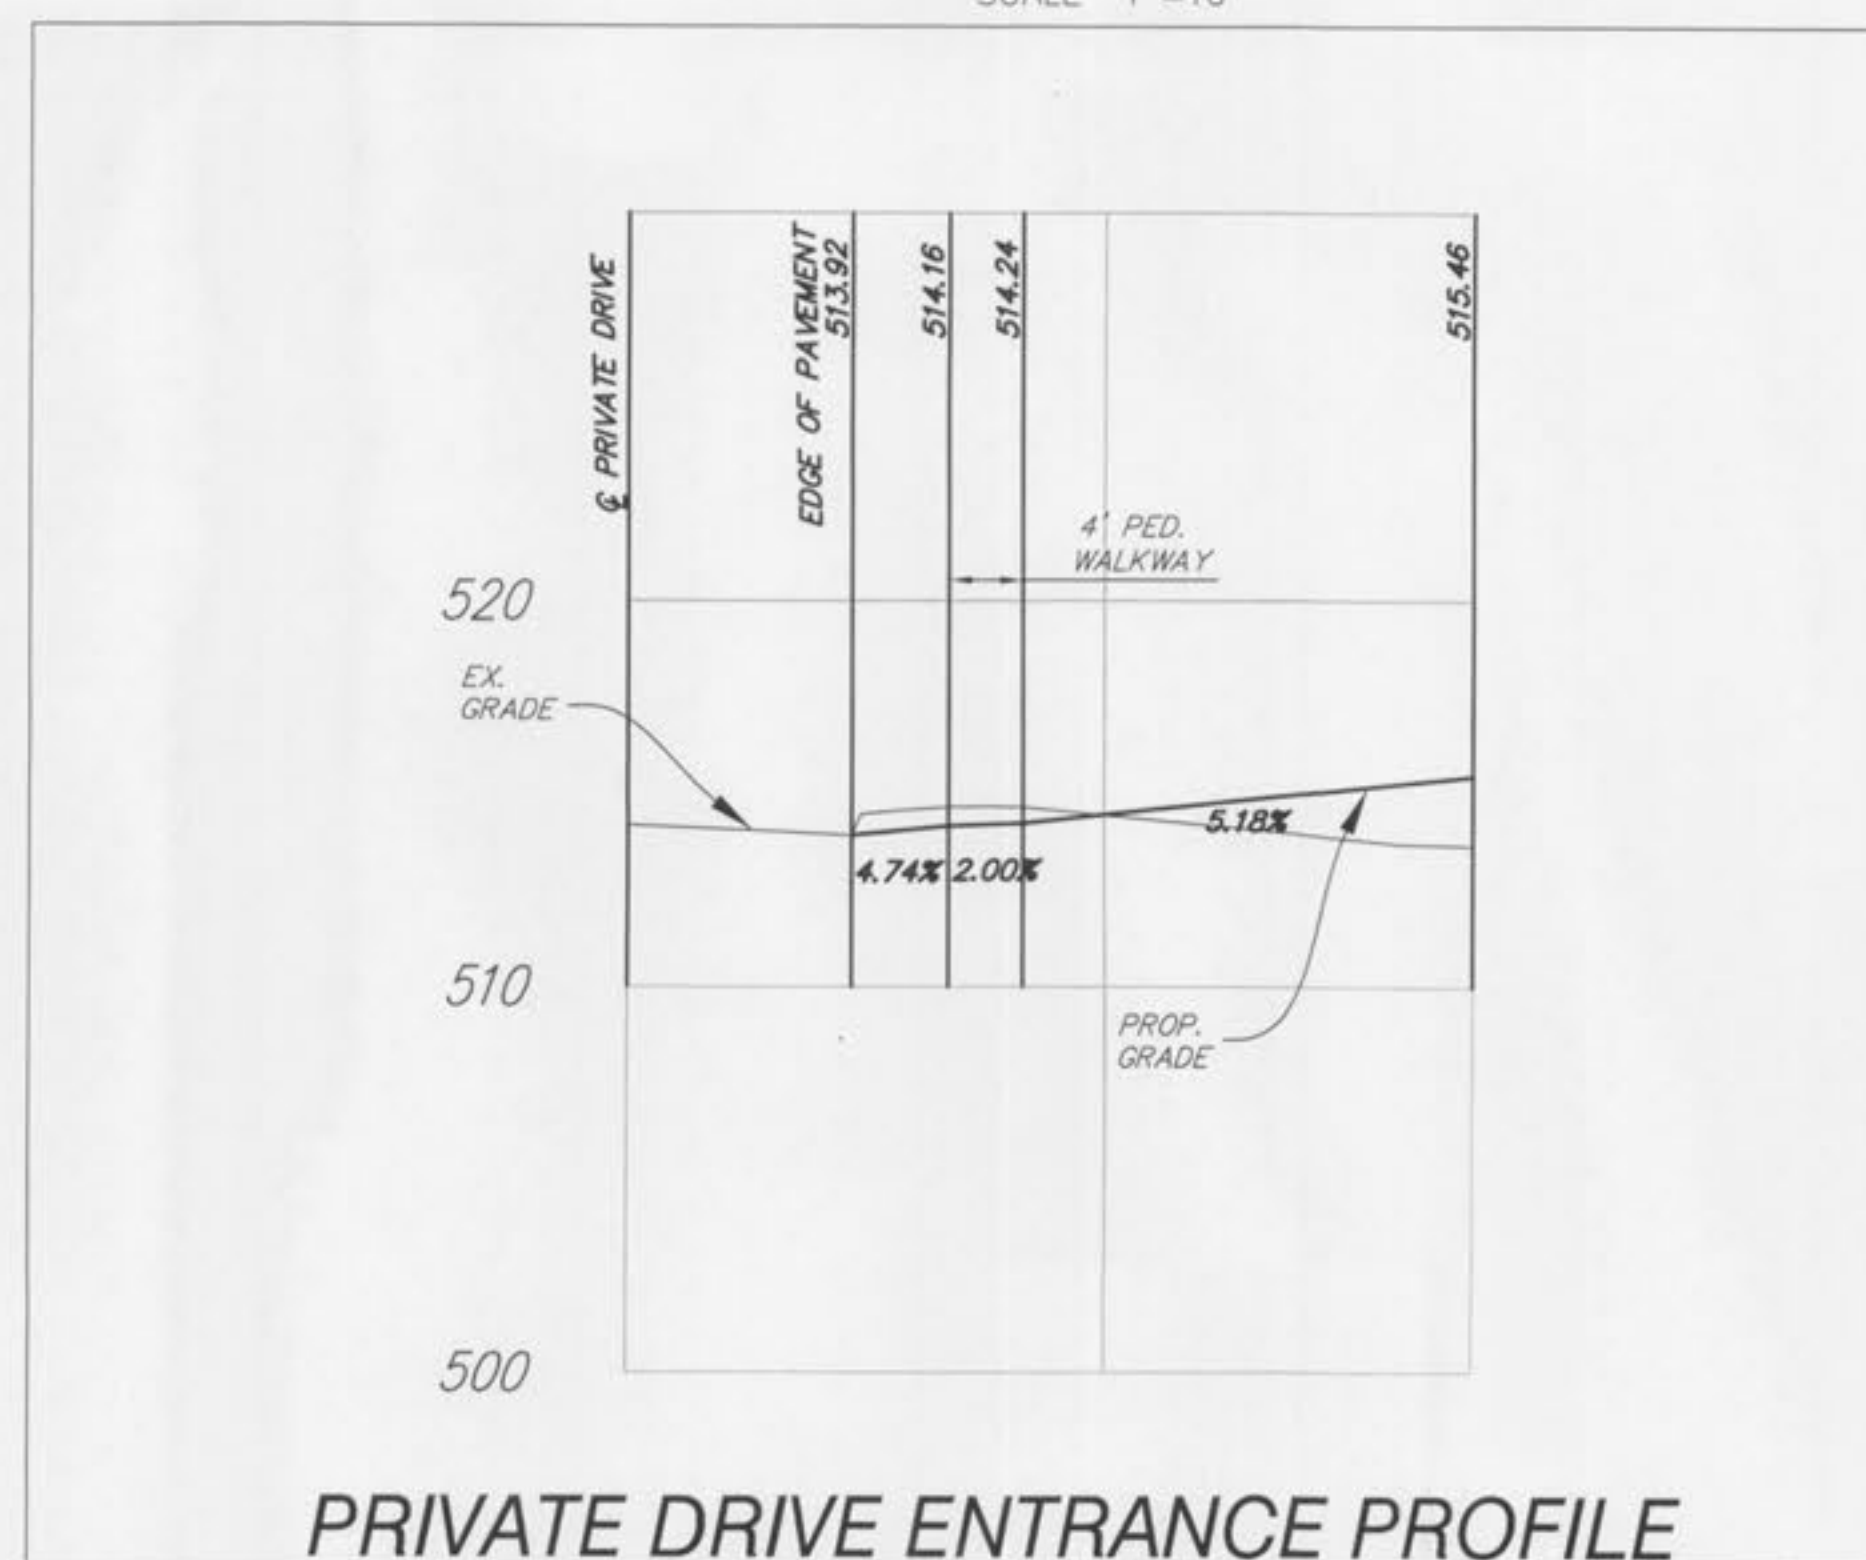 ℄ PRIVATE DRIVE
EDGE OF PAVEMENT
513.92
514.16
514.24
515.46
4' PED.
WALKWAY
520
EX.
GRADE
5.18%
4.74%
2.00%
510
PROP.
GRADE
500
PRIVATE DRIVE ENTRANCE PROFILE